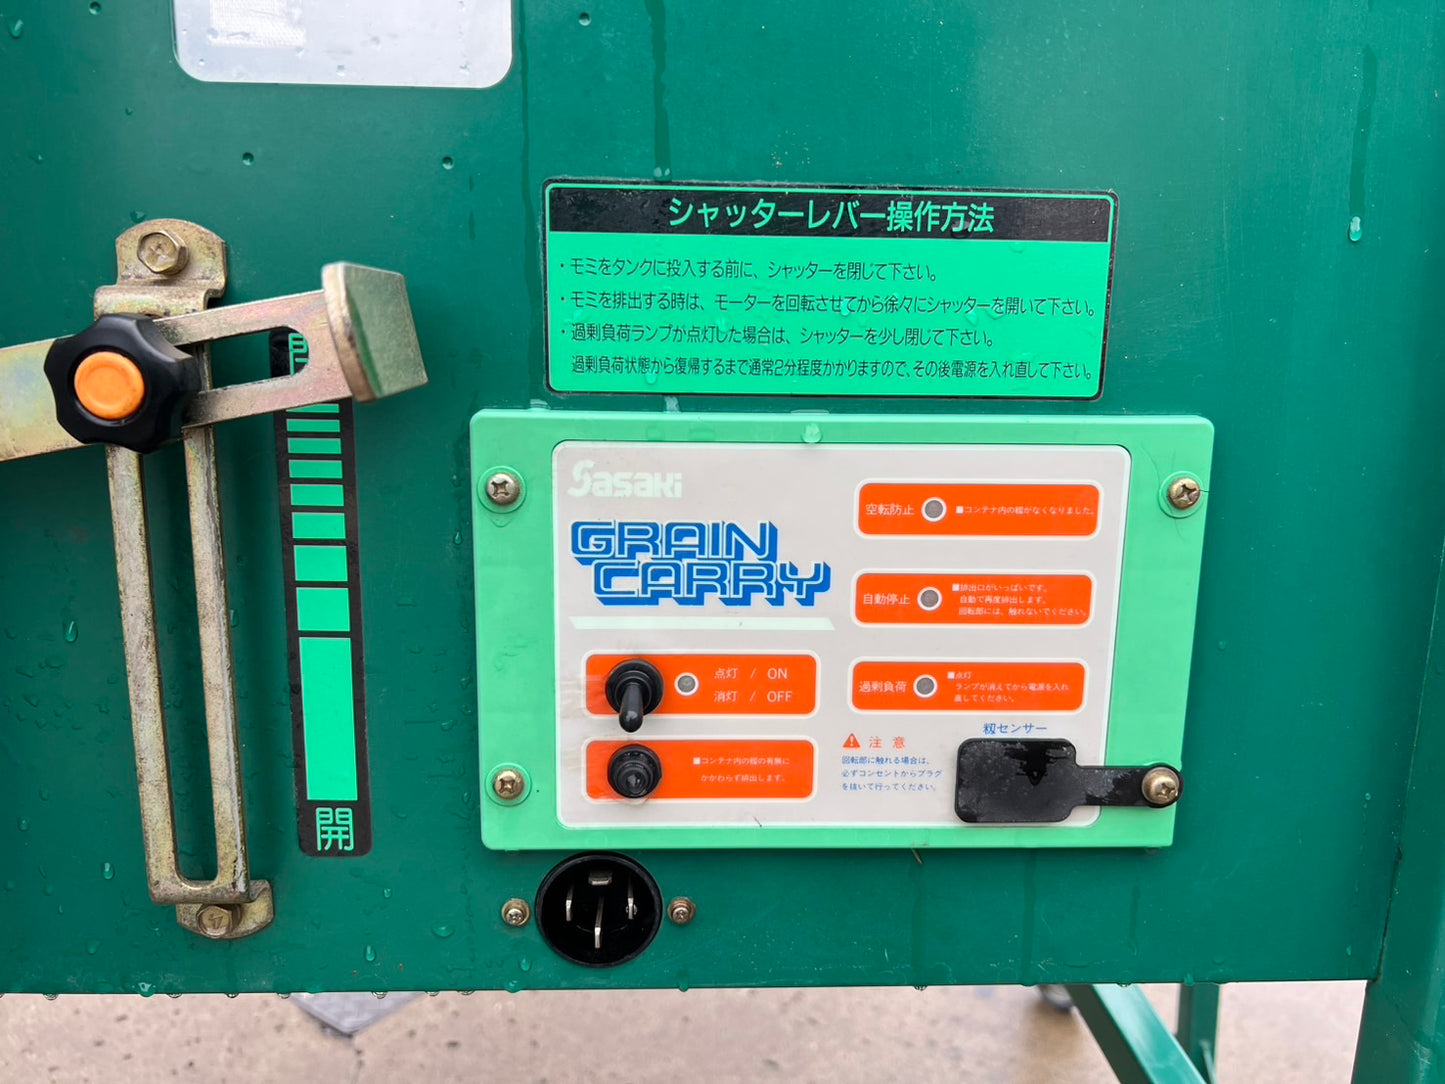 シャッターレバー操作方法
・モミをタンクに投入する前に、シャッターを閉じて下さい。
・モミを排出する時は、モーターを回転させてから徐々にシャッターを開いて下さい。
・過剰負荷ランプが点灯した場合は、シャッターを少し閉じて下さい。
過剰負荷状態から復帰するまで通常2分程度かかりますので、その後電源を入れ直して下さい。
開
Sasaki
GRAIN
CARRY
点灯 / ON
消灯 / OFF
■コンテナ内の籾の有無に
かかわらず排出します。
空転防止
■コンテナ内の籾がなくなりました。
自動停止
■排出口がいっぱいです。
自動で再度排出します。
回転部には、触れないでください。
過剰負荷
■点灯
ランプが消えてから電源を入れ
直してください。
注意
回転部に触れる場合は、
必ずコンセントからプラグ
を抜いて行ってください。
籾センサー